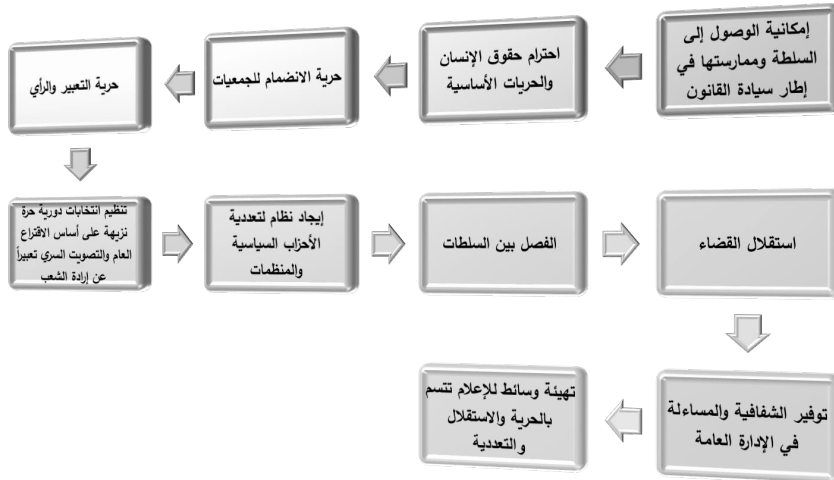 إمكانية الوصول إلى
السلطة وممارستها في
إطار سيادة القانون
احترام حقوق الإنسان
والحريات الأساسية
حرية الانضمام للجمعيات
حرية التعبير والرأي
تنظيم انتخابات دورية حرة
نزيهة على أساس الاقتراع
العام والتصويت السري تعبيراً
عن إرادة الشعب
إيجاد نظام لتعددية
الأحزاب السياسية
والمنظمات
الفصل بين السلطات
استقلال القضاء
توفير الشفافية والمساءلة
في الإدارة العامة
تهيئة وسائط للإعلام تتسم
بالحرية والاستقلال
والتعددية